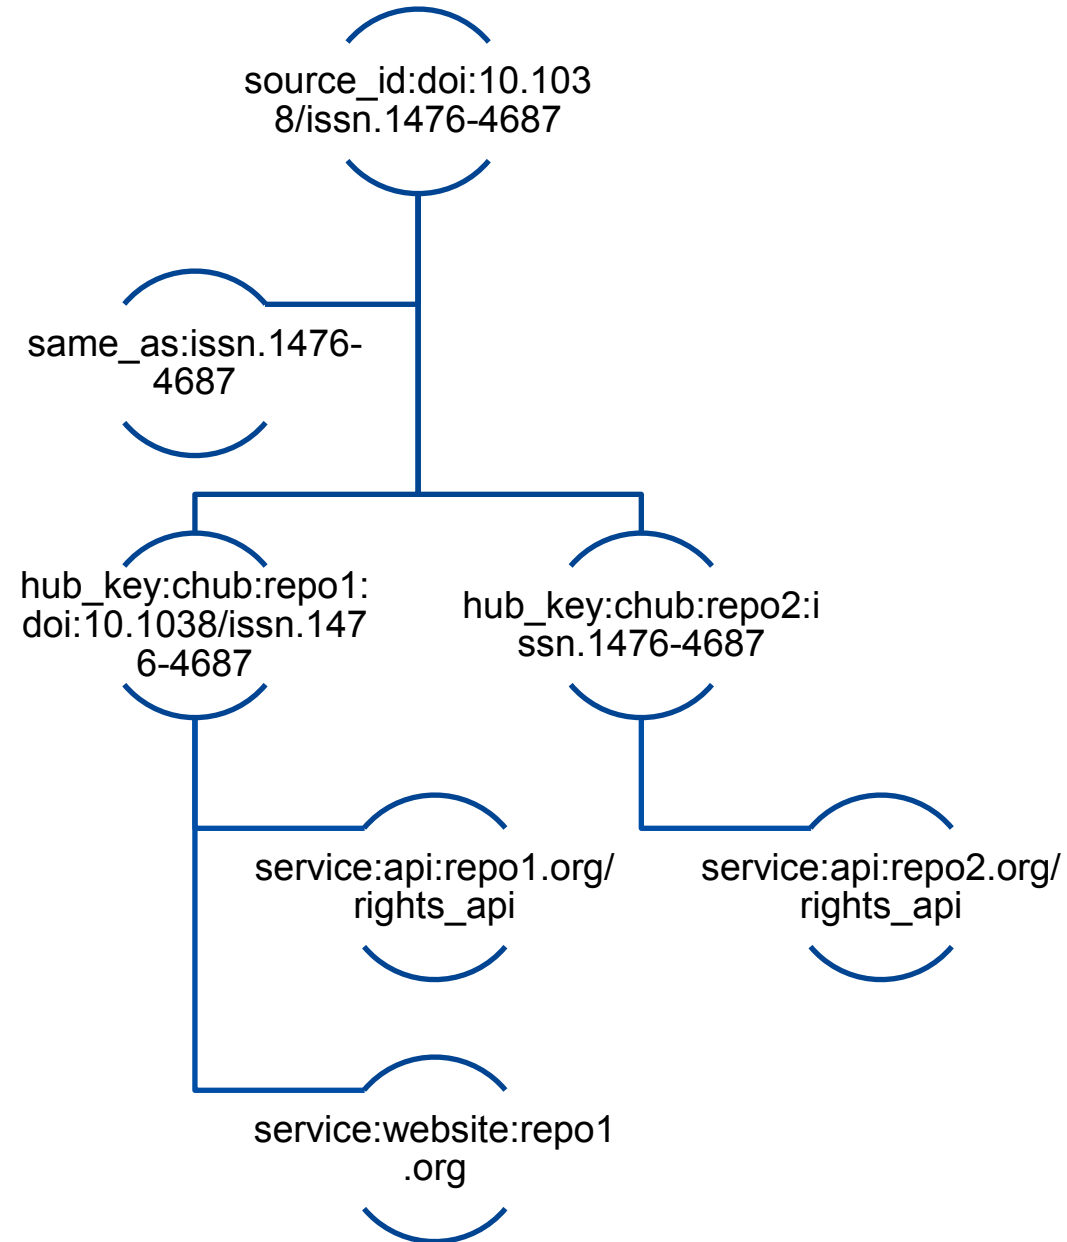 source_id:doi:10.103
8/issn.1476-4687
same_as:issn.1476-
4687
hub_key:chub:repo1:
doi:10.1038/issn.147
6-4687
hub_key:chub:repo2:i
ssn.1476-4687
service:api:repo1.org/
rights_api
service:api:repo2.org/
rights_api
service:website:repo1
.org